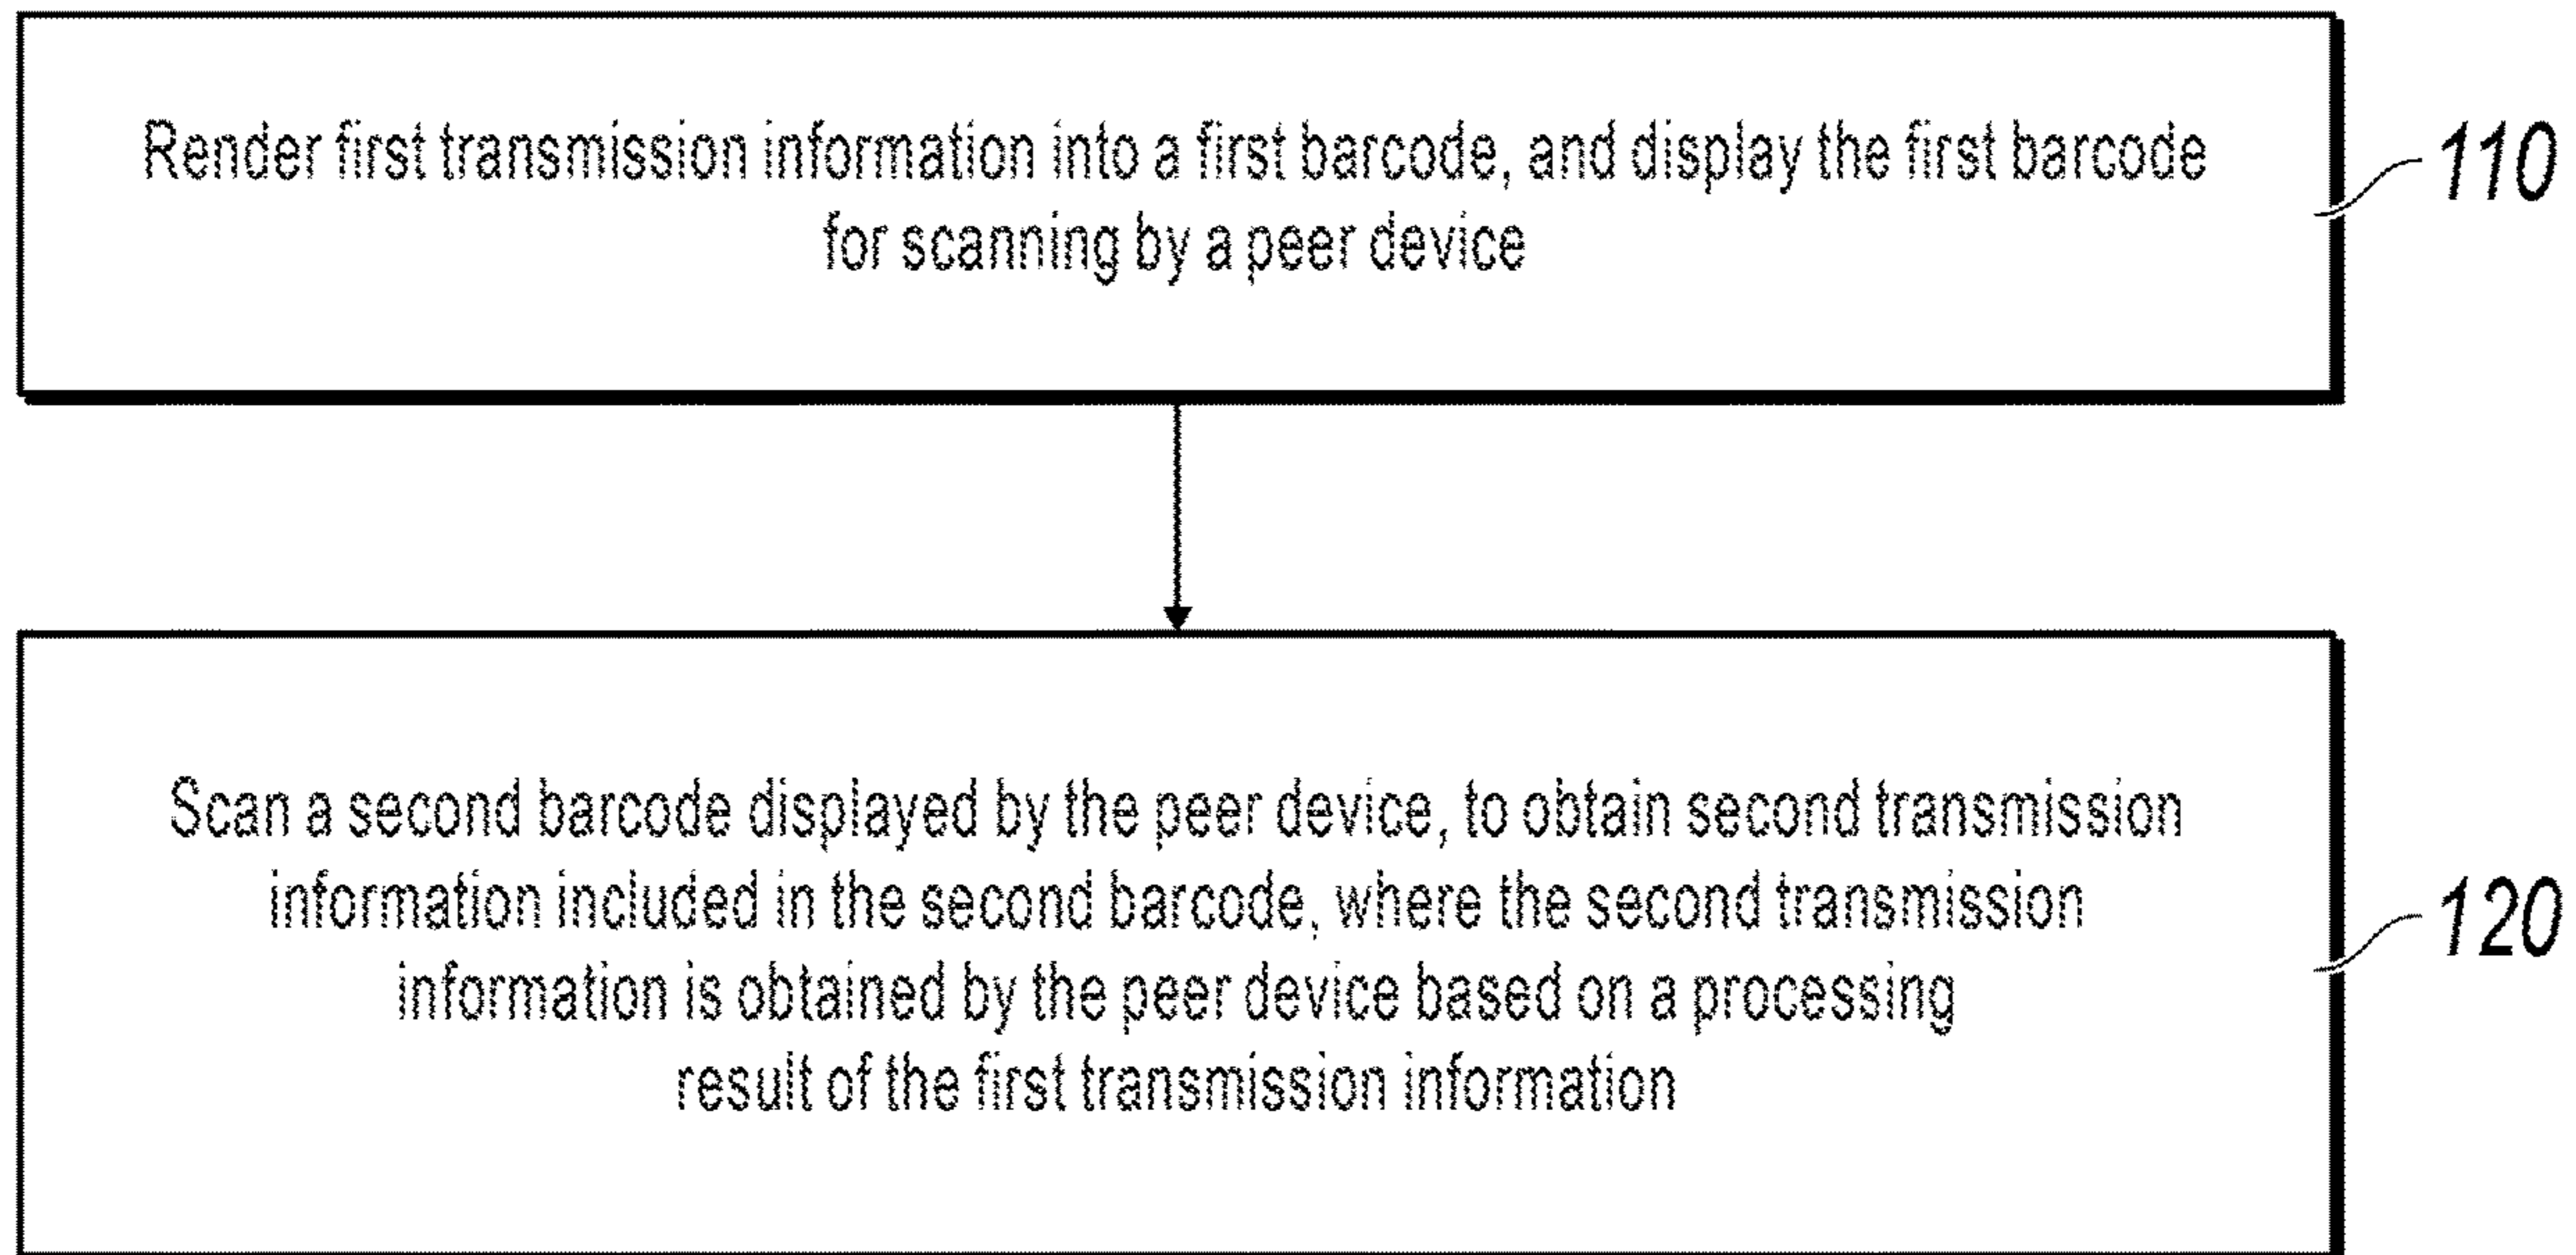 Render first transmission information into a first barcode, and display the first barcode
for scanning by a peer device
110
Scan a second barcode displayed by the peer device, to obtain second transmission
information included in the second barcode, where the second transmission
information is obtained by the peer device based on a processing
result of the first transmission information
120